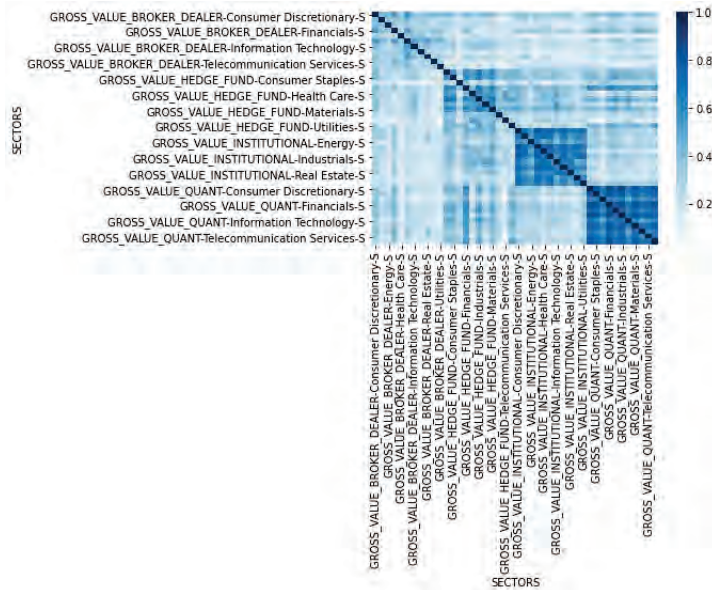 GROSS_VALUE_BROKER_DEALER-Consumer Discretionary-S
GROSS_VALUE_BROKER_DEALER-Financials-S
GROSS_VALUE_BROKER_DEALER-Information Technology-S
GROSS_VALUE_BROKER_DEALER-Telecommunication Services-S
GROSS_VALUE_HEDGE_FUND-Consumer Staples-S
GROSS_VALUE_HEDGE_FUND-Health Care-S
GROSS_VALUE_HEDGE_FUND-Materials-S
GROSS_VALUE_HEDGE_FUND-Utilities-S
GROSS_VALUE_INSTITUTIONAL-Energy-S
GROSS_VALUE_INSTITUTIONAL-Industrials-S
GROSS_VALUE_INSTITUTIONAL-Real Estate-S
GROSS_VALUE_QUANT-Consumer Discretionary-S
GROSS_VALUE_QUANT-Financials-S
GROSS_VALUE_QUANT-Information Technology-S
GROSS_VALUE_QUANT-Telecommunication Services-S
SECTORS
1.0
0.8
0.6
0.4
0.2
GROSS_VALUE_BROKER_DEALER-Consumer Discretionary-S
GROSS_VALUE_BROKER_DEALER-Energy-S
GROSS_VALUE_BROKER_DEALER-Health Care-S
GROSS_VALUE_BROKER_DEALER-Information Technology-S
GROSS_VALUE_BROKER_DEALER-Real Estate-S
GROSS_VALUE_BROKER_DEALER-Utilities-S
GROSS_VALUE_HEDGE_FUND-Consumer Staples-S
GROSS_VALUE_HEDGE_FUND-Financials-S
GROSS_VALUE_HEDGE_FUND-Industrials-S
GROSS_VALUE_HEDGE_FUND-Materials-S
GROSS_VALUE_HEDGE_FUND-Telecommunication Services-S
GROSS_VALUE_INSTITUTIONAL-Consumer Discretionary-S
GROSS_VALUE_INSTITUTIONAL-Energy-S
GROSS_VALUE_INSTITUTIONAL-Health Care-S
GROSS_VALUE_INSTITUTIONAL-Information Technology-S
GROSS_VALUE_INSTITUTIONAL-Real Estate-S
GROSS_VALUE_INSTITUTIONAL-Utilities-S
GROSS_VALUE_QUANT-Consumer Staples-S
GROSS_VALUE_QUANT-Financials-S
GROSS_VALUE_QUANT-Industrials-S
GROSS_VALUE_QUANT-Materials-S
GROSS_VALUE_QUANT-Telecommunication Services-S
SECTORS